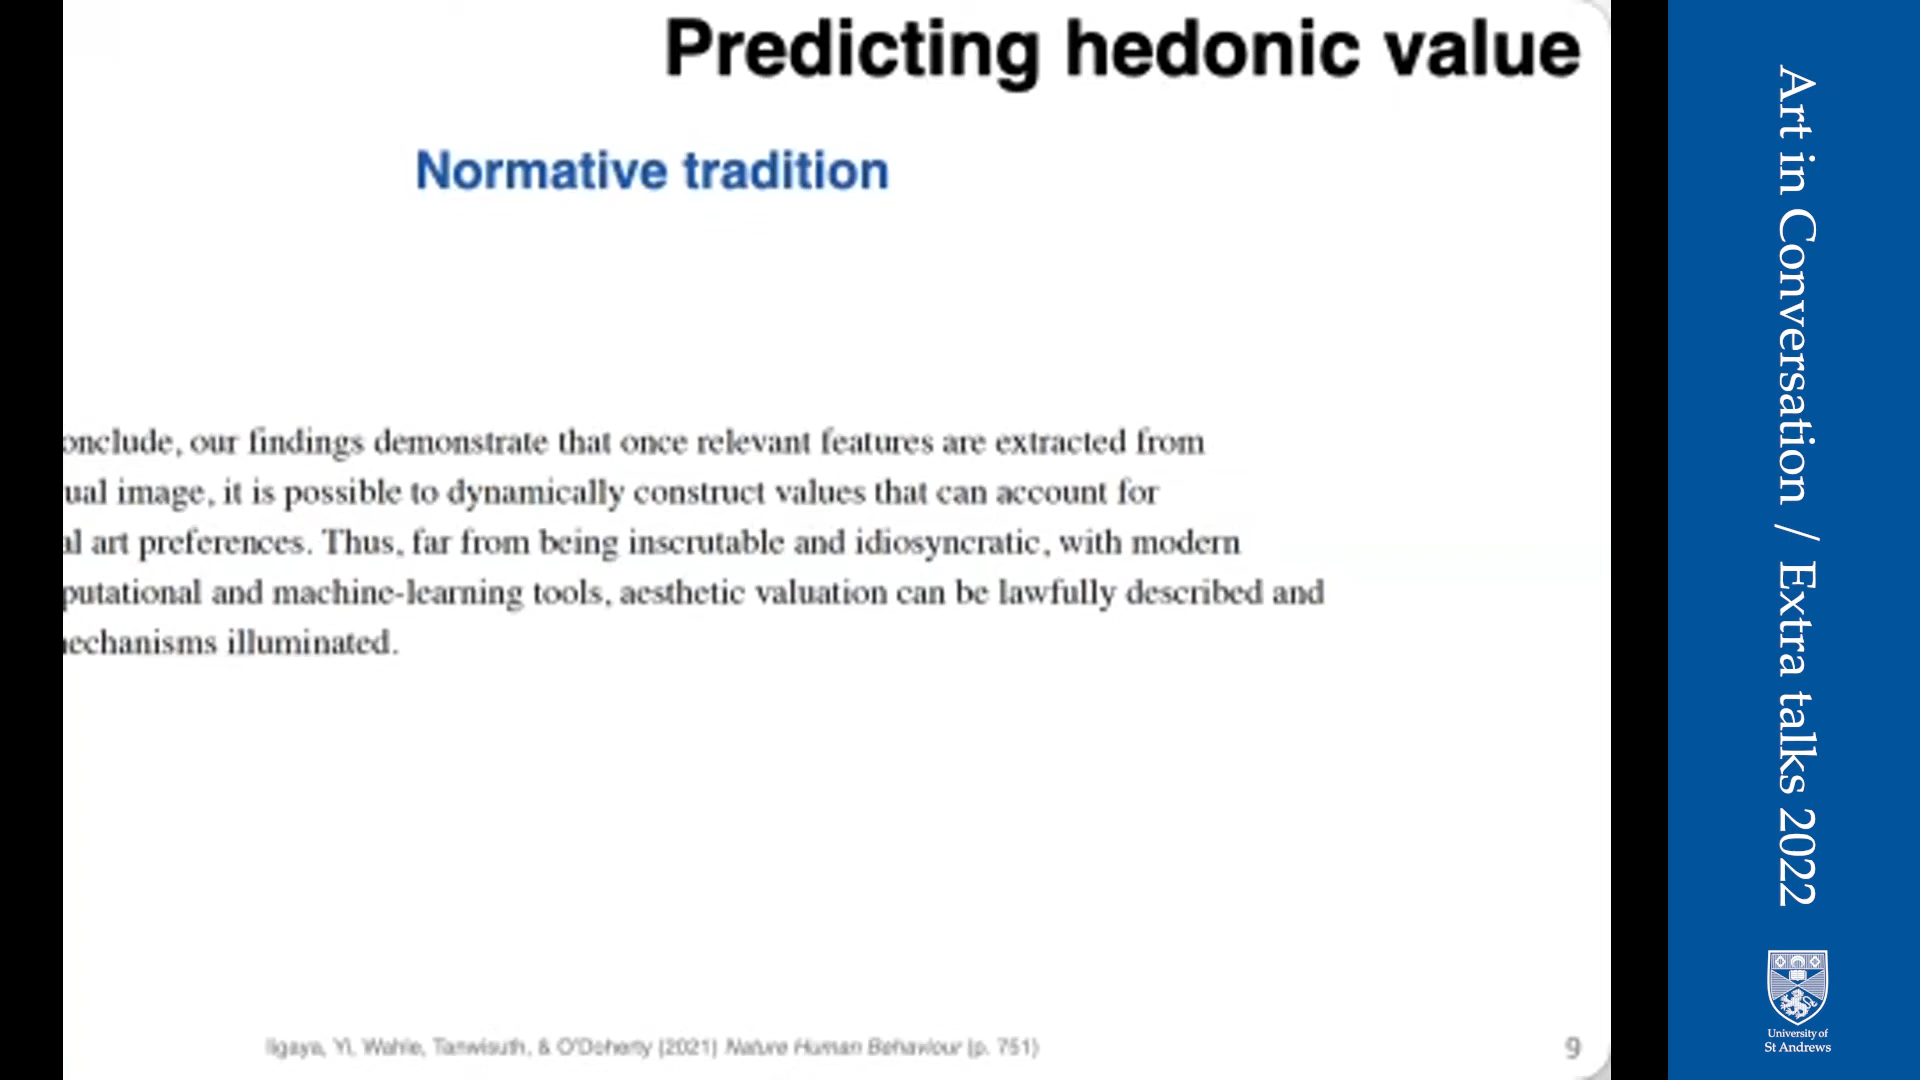 Predicting hedonic value
Normative tradition
onclude, our findings demonstrate that once relevant features are extracted from
ual image, it is possible to dynamically construct values that can account for
al art preferences. Thus, far from being inscrutable and idiosyncratic, with modern
putational and machine-learning tools, aesthetic valuation can be lawfully described and
echanisms illuminated.
Iigaya, Yi, Wahle, Tanwisuth, & O'Doherty (2021) Nature Human Behaviour (p. 751)
9
Art in Conversation / Extra talks 2022
University of
St Andrews